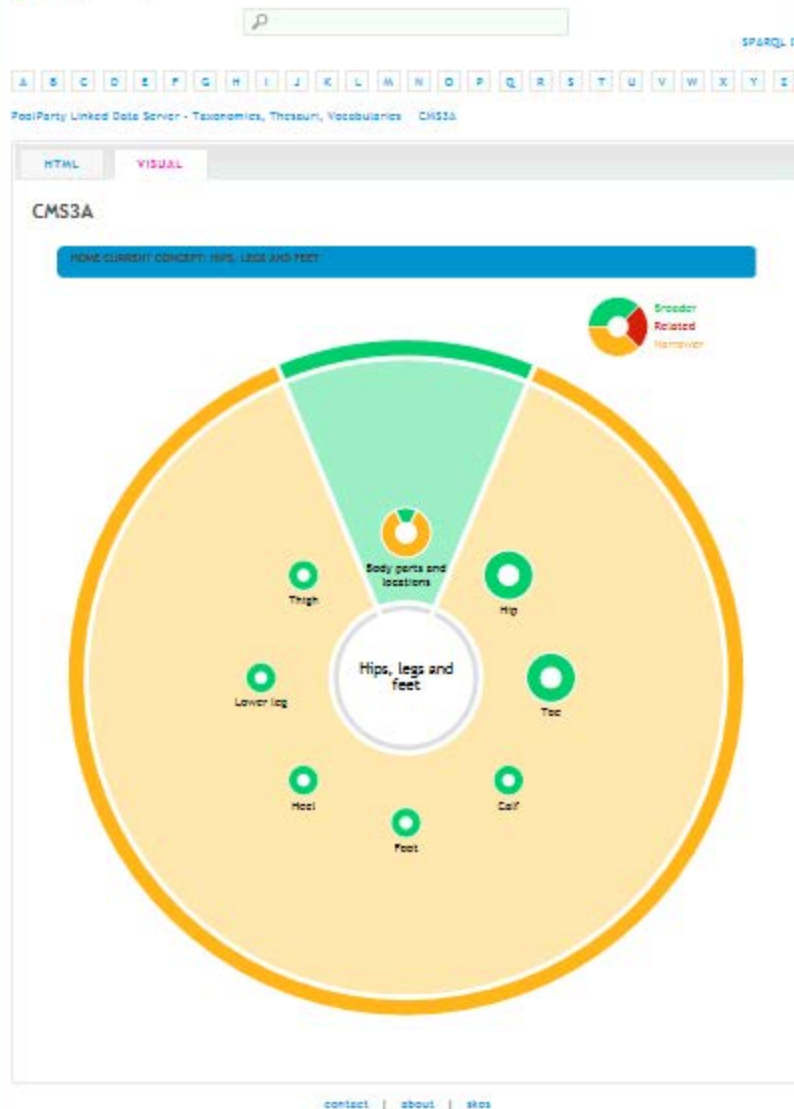 SPARQL
A B C D E F G H I J K L M N O P Q R S T U V W X Y Z
PoolParty Linked Data Server - Taxonomies, Thesauri, Vocabularies CMS3A
HTML VISUAL
CMS3A
HOME CURRENT CONCEPT: HIPS, LEGS AND FEET
Broader
Related
Narrower
Body parts and
locations
Thigh
Hip
Hips, legs and
feet
Lower leg
Toe
Heel
Calf
Foot
contact | about | skos